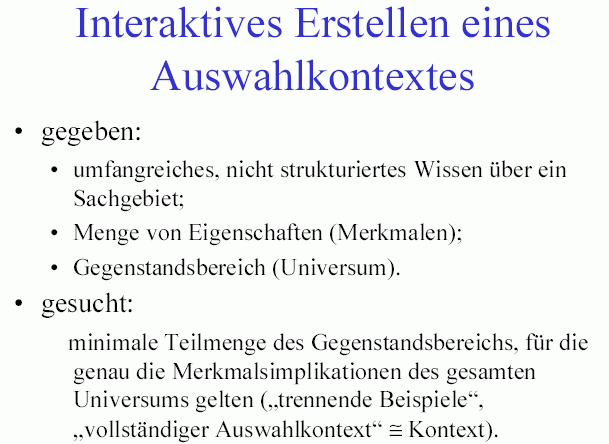 Interaktives Erstellen eines
Auswahlkontextes
• gegeben:
• umfangreiches, nicht strukturiertes Wissen über ein
Sachgebiet;
• Menge von Eigenschaften (Merkmalen);
• Gegenstandsbereich (Universum).
• gesucht:
minimale Teilmenge des Gegenstandsbereichs, für die
genau die Merkmalsimplikationen des gesamten
Universums gelten („trennende Beispiele“,
„vollständiger Auswahlkontext“ ≅ Kontext).